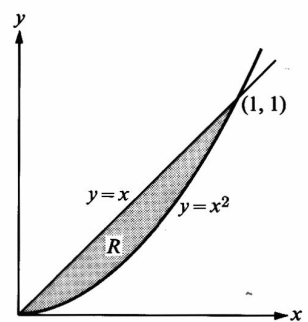 y
(1, 1)
y = x
y = x²
R
x